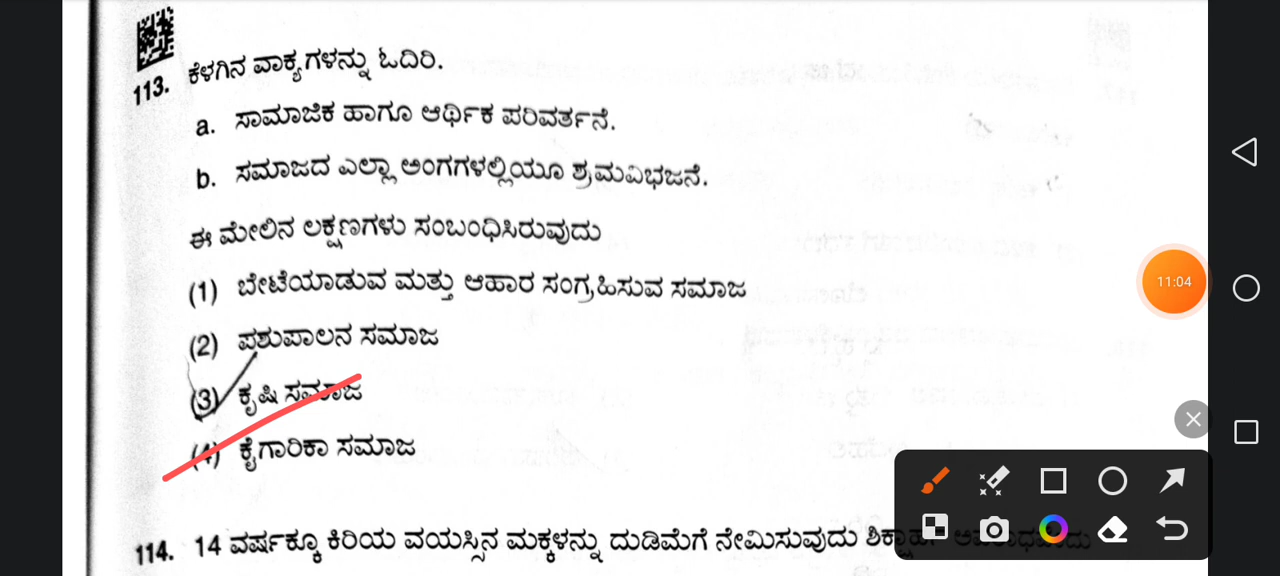 113. ಕೆಳಗಿನ ವಾಕ್ಯಗಳನ್ನು ಓದಿರಿ.
a. ಸಾಮಾಜಿಕ ಹಾಗೂ ಆರ್ಥಿಕ ಪರಿವರ್ತನೆ.
b. ಸಮಾಜದ ಎಲ್ಲಾ ಅಂಗಗಳಲ್ಲಿಯೂ ಶ್ರಮವಿಭಜನೆ.
ಈ ಮೇಲಿನ ಲಕ್ಷಣಗಳು ಸಂಬಂಧಿಸಿರುವುದು
(1) ಬೇಟೆಯಾಡುವ ಮತ್ತು ಆಹಾರ ಸಂಗ್ರಹಿಸುವ ಸಮಾಜ
11:04
(2) ಪಶುಪಾಲನ ಸಮಾಜ
(3) ಕೃಷಿ ಸಮಾಜ
(4) ಕೈಗಾರಿಕಾ ಸಮಾಜ
114. 14 ವರ್ಷಕ್ಕೂ ಕಿರಿಯ ವಯಸ್ಸಿನ ಮಕ್ಕಳನ್ನು ದುಡಿಮೆಗೆ ನೇಮಿಸುವುದು